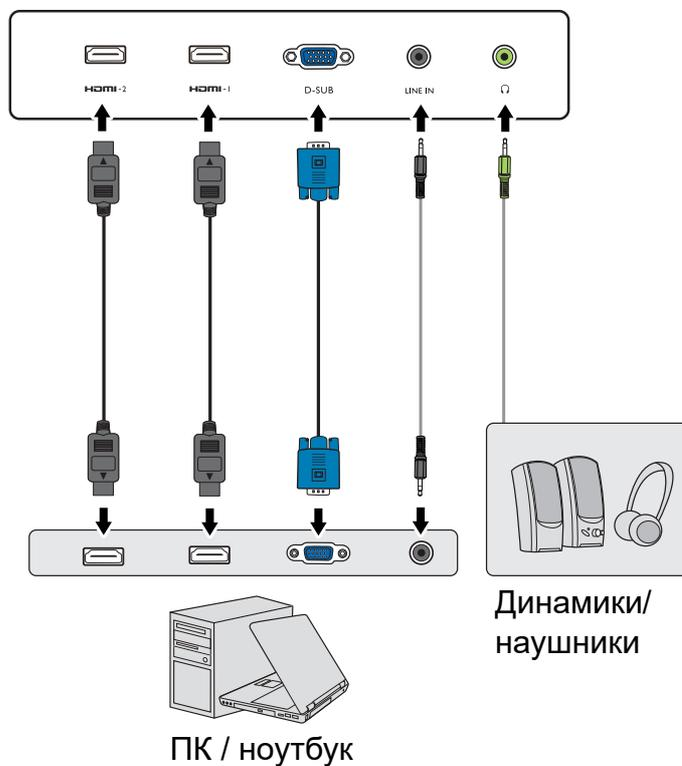 HDMI-2
HDMI-1
D-SUB
LINE IN
Динамики/
наушники
ПК / ноутбук